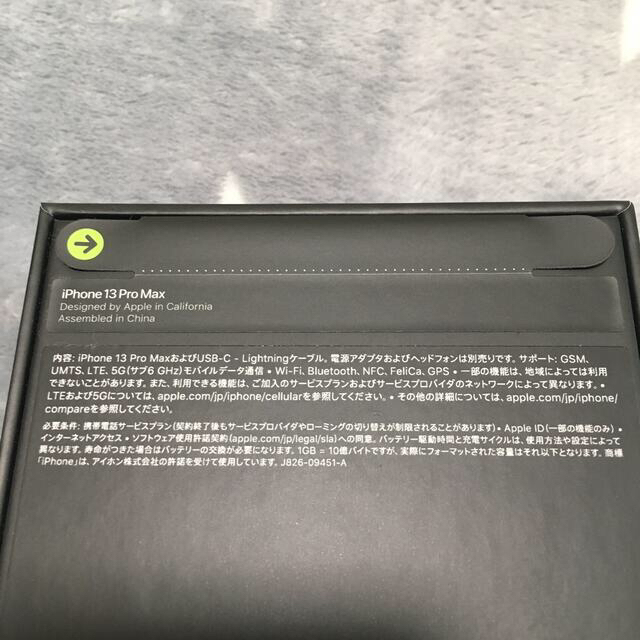 iPhone 13 Pro Max
Designed by Apple in California
Assembled in China
内容: iPhone 13 Pro MaxおよびUSB-C - Lightningケーブル。電源アダプタおよびヘッドフォンは別売りです。サポート: GSM、
UMTS、LTE、5G(サブ6 GHz)モバイルデータ通信 • Wi-Fi、Bluetooth、NFC、FeliCa、GPS • 一部の機能は、地域によっては利用
できないことがあります。また、利用できる機能は、ご加入のサービスプランおよびサービスプロバイダのネットワークによって異なります。•
LTEおよび5Gについては、apple.com/jp/iphone/cellularを参照してください。• その他の詳細については、apple.com/jp/iphone/
compareを参照してください。
必要条件: 携帯電話サービスプラン(契約終了後もサービスプロバイダやローミングの切り替えが制限されることがあります) • Apple ID(一部の機能のみ) •
インターネットアクセス • ソフトウェア使用許諾契約(apple.com/jp/legal/sla)への同意。バッテリー駆動時間と充電サイクルは、使用方法や設定によって
異なります。寿命がつきた場合はバッテリーの交換が必要になります。1GB = 10億バイトですが、実際にフォーマットされた容量はそれ以下となります。商標
「iPhone」は、アイホン株式会社の許諾を受けて使用しています。J826-09451-A